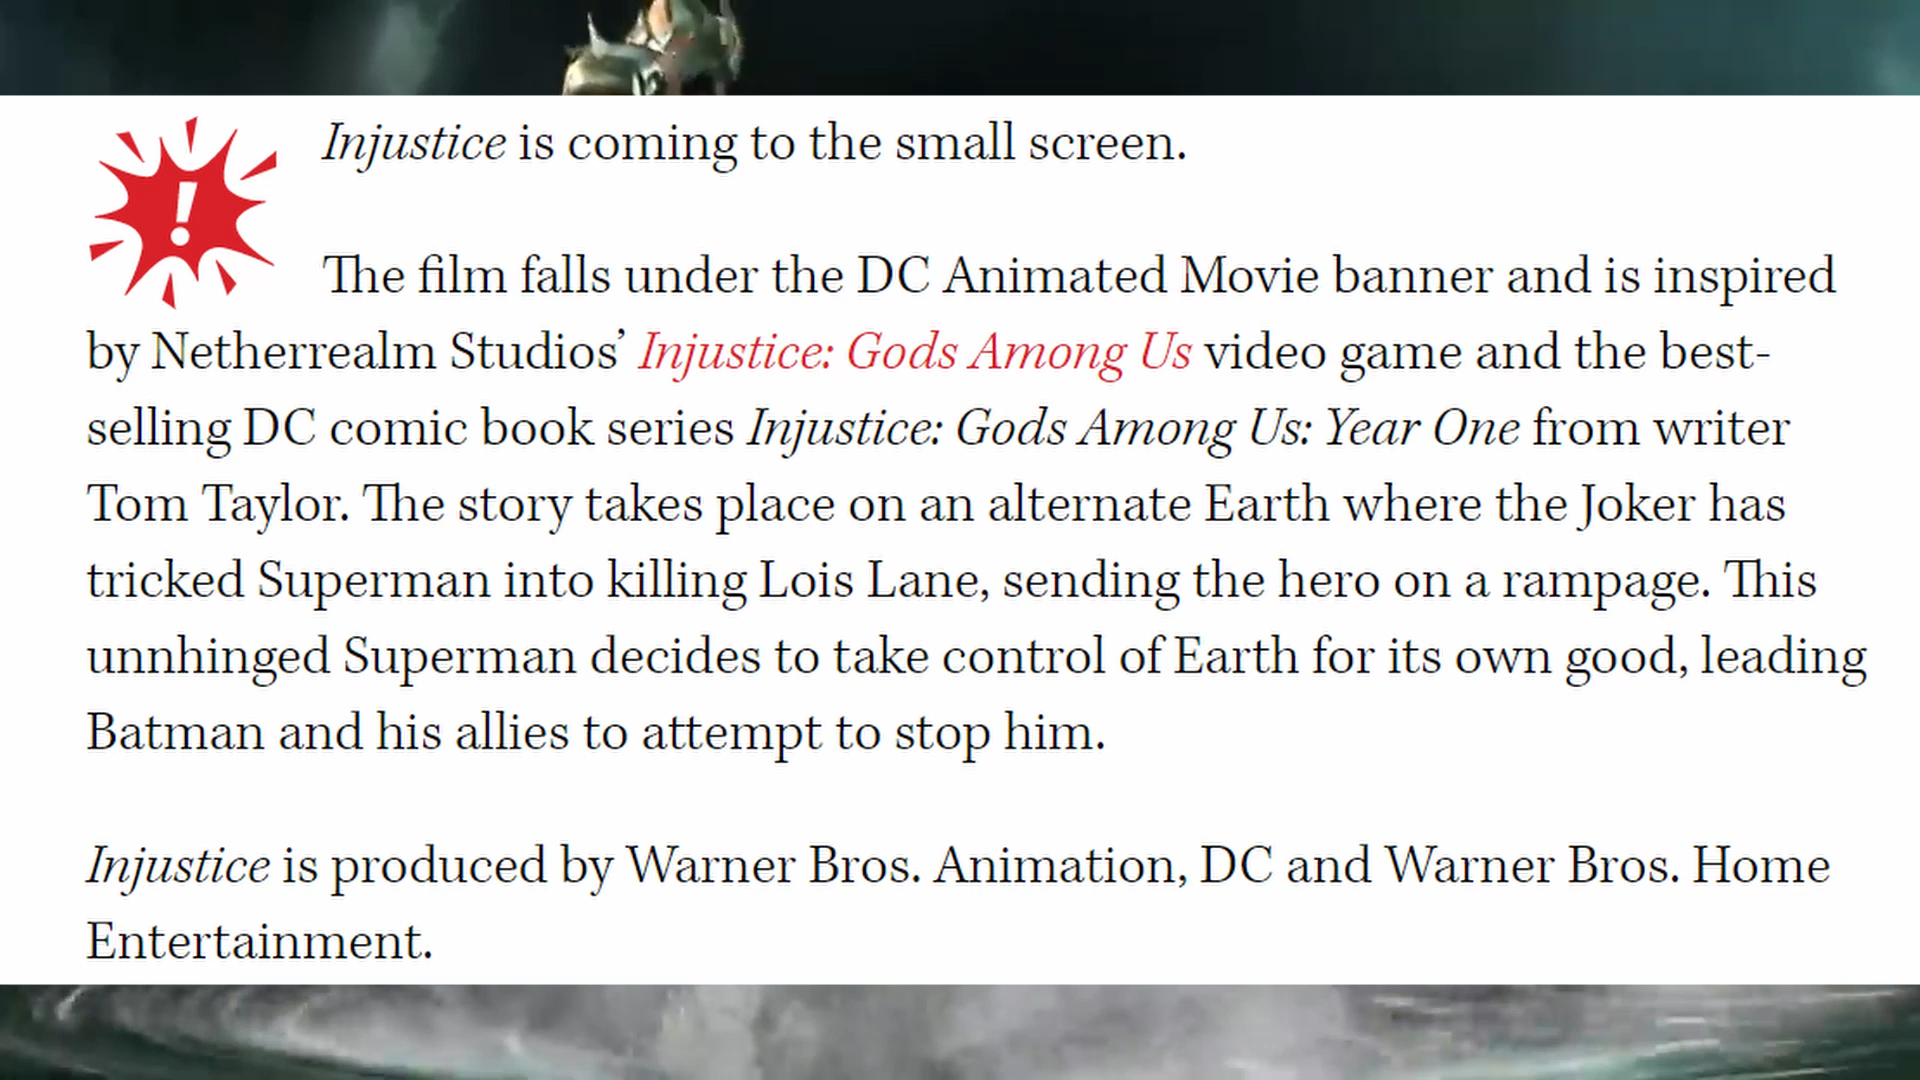 !
Injustice is coming to the small screen.
The film falls under the DC Animated Movie banner and is inspired
by Netherrealm Studios’ Injustice: Gods Among Us video game and the best-
selling DC comic book series Injustice: Gods Among Us: Year One from writer
Tom Taylor. The story takes place on an alternate Earth where the Joker has
tricked Superman into killing Lois Lane, sending the hero on a rampage. This
unnhinged Superman decides to take control of Earth for its own good, leading
Batman and his allies to attempt to stop him.
Injustice is produced by Warner Bros. Animation, DC and Warner Bros. Home
Entertainment.